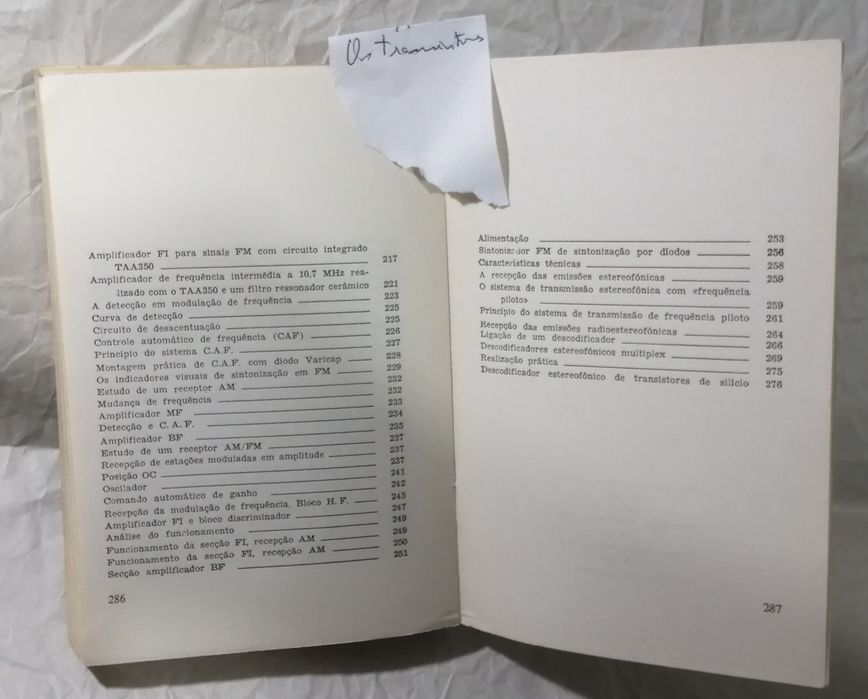 Os transistors
Amplificador FI para sinais FM com circuito integrado
TAA350 217
Amplificador de frequência intermédia a 10,7 MHz rea-
lizado com o TAA350 e um filtro ressonador cerâmico 221
A detecção em modulação de frequência 223
Curva de detecção 225
Circuito de desacentuação 225
Controle automático de frequência (CAF) 226
Princípio do sistema C.A.F. 227
Montagem prática de C.A.F. com díodo Varicap 228
Os indicadores visuais de sintonização em FM 229
Estudo de um receptor AM 232
Mudança de frequência 232
Amplificador MF 233
Detecção e C.A.F. 234
Amplificador BF 235
Estudo de um receptor AM/FM 237
Recepção de estações moduladas em amplitude 237
Posição OC 237
Oscilador 241
Comando automático de ganho 242
Recepção da modulação de frequência, Bloco H.F. 245
Amplificador FI e bloco discriminador 247
Análise do funcionamento 249
Funcionamento da secção FI, recepção AM 249
Funcionamento da secção FI, recepção AM 250
Secção amplificador BF 251
286
Alimentação 253
Sintonizador FM de sintonização por díodos 256
Características técnicas 258
A recepção das emissões estereofónicas 259
O sistema de transmissão estereofónica com «frequência
piloto» 259
Princípio do sistema de transmissão de frequência piloto 261
Recepção das emissões radioestereofónicas 264
Ligação de um descodificador 266
Descodificadores estereofónicos multiplex 269
Realização prática 275
Descodificador estereofónico de transistores de silício 276
287